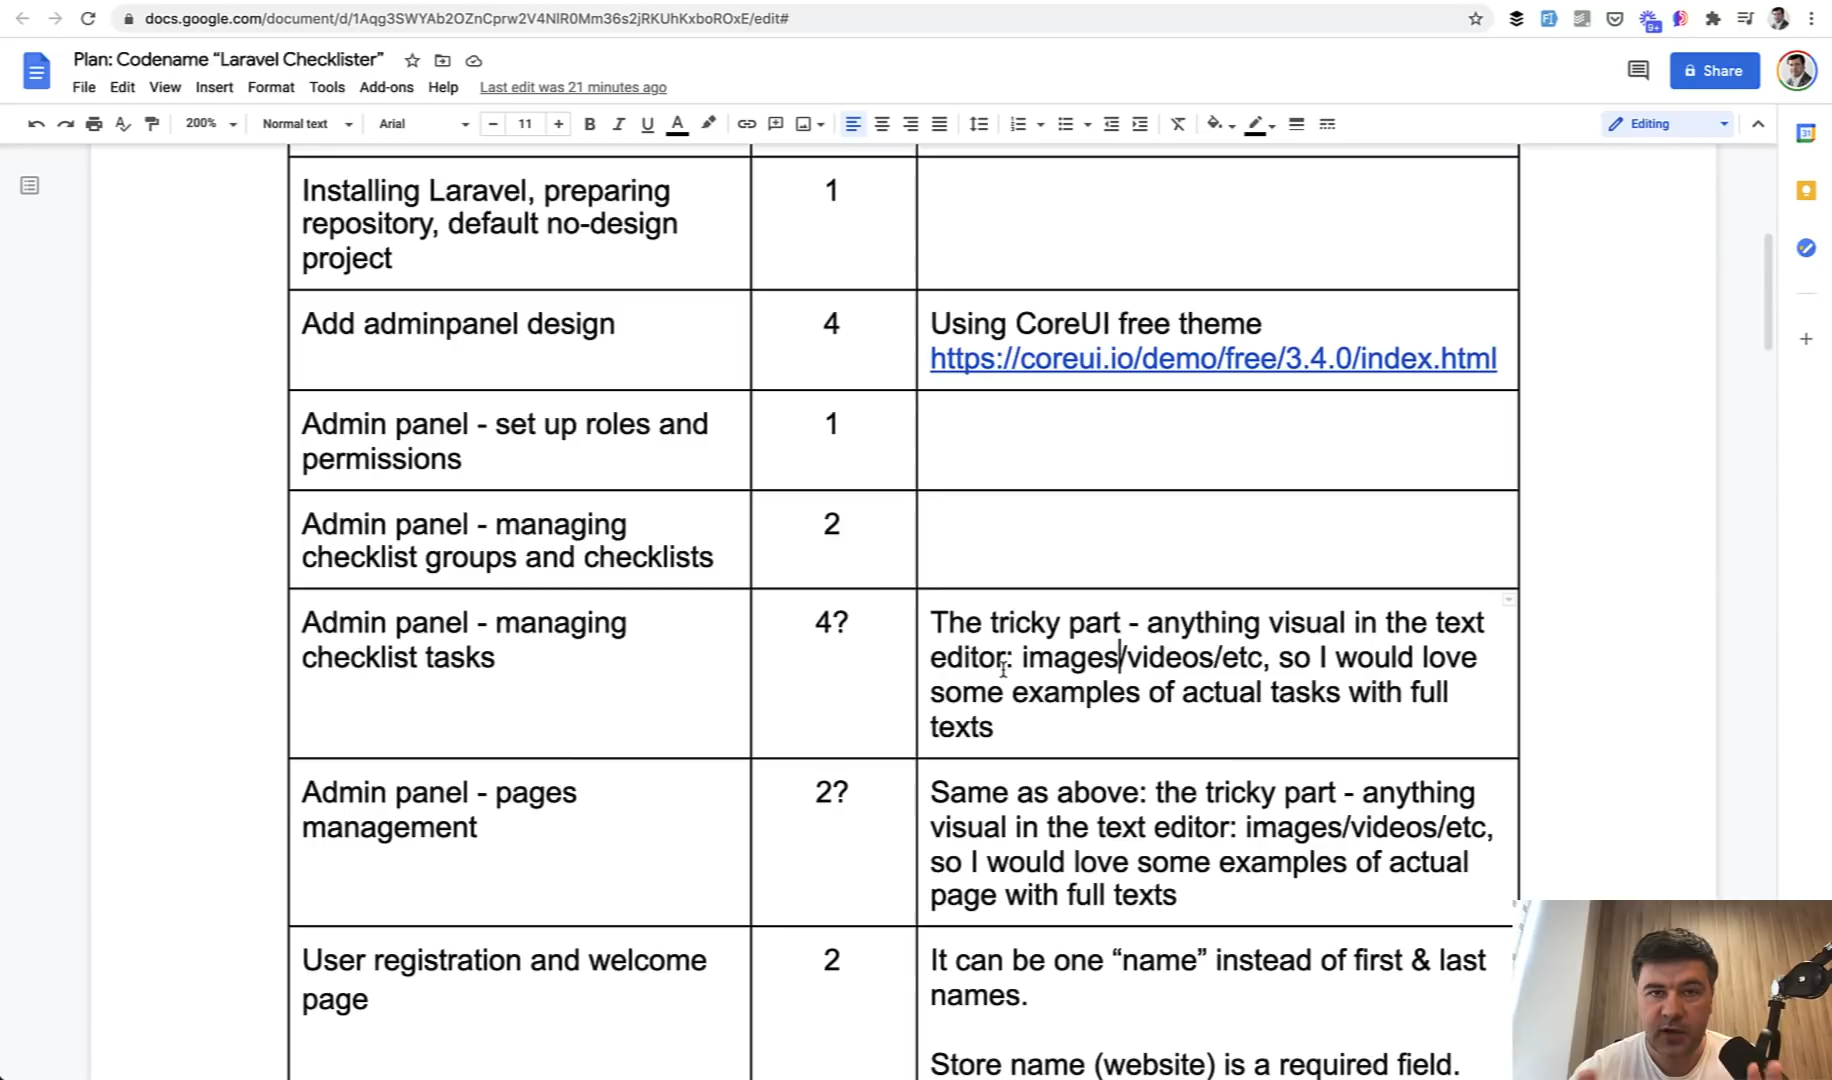 docs.google.com/document/d/1Aqg3SWYAb2OZnCprw2V4NlR0Mm36s2jRKUhKxboROxE/edit#
9+
Plan: Codename “Laravel Checklister”
File Edit View Insert Format Tools Add-ons Help Last edit was 21 minutes ago
Share
200% Normal text Arial 11 B I U A Editing
31
Installing Laravel, preparing
repository, default no-design
project
1
Add adminpanel design
4
Using CoreUI free theme
https://coreui.io/demo/free/3.4.0/index.html
Admin panel - set up roles and
permissions
1
Admin panel - managing
checklist groups and checklists
2
Admin panel - managing
checklist tasks
4?
The tricky part - anything visual in the text
editor: images/videos/etc, so I would love
some examples of actual tasks with full
texts
Admin panel - pages
management
2?
Same as above: the tricky part - anything
visual in the text editor: images/videos/etc,
so I would love some examples of actual
page with full texts
User registration and welcome
page
2
It can be one “name” instead of first & last
names.
Store name (website) is a required field.